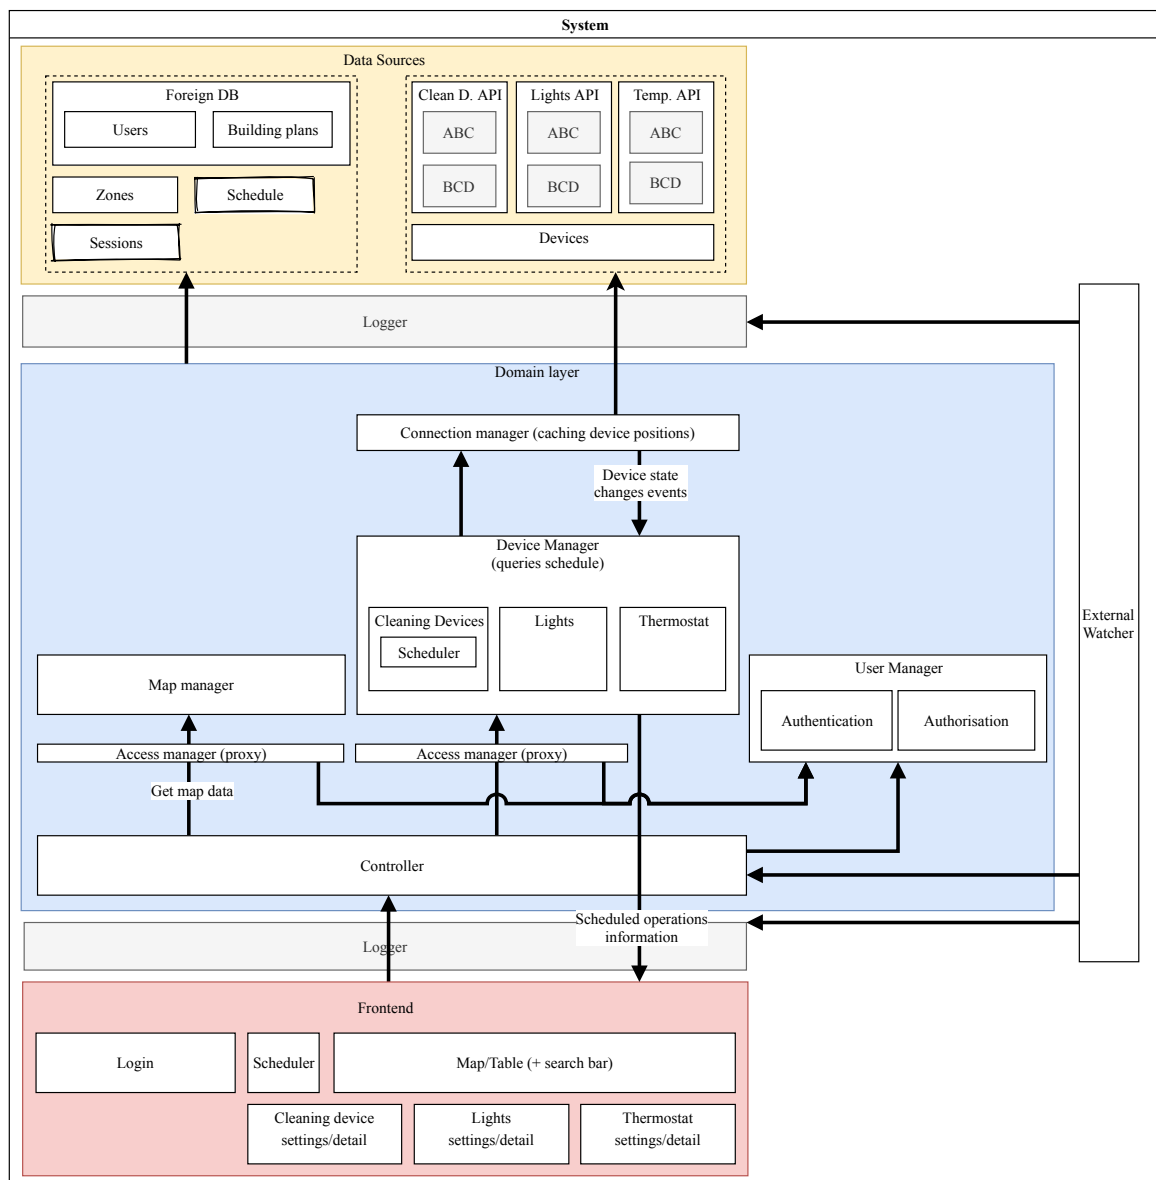 System
Data Sources
Foreign DB
Users
Building plans
Zones
Schedule
Sessions
Clean D. API
Lights API
Temp. API
ABC
ABC
ABC
BCD
BCD
BCD
Devices
Logger
Domain layer
Connection manager (caching device positions)
Device state
changes events
Device Manager
(queries schedule)
Cleaning Devices
Scheduler
Lights
Thermostat
Map manager
User Manager
Authentication
Authorisation
External
Watcher
Access manager (proxy)
Access manager (proxy)
Get map data
Controller
Scheduled operations
information
Logger
Frontend
Login
Scheduler
Map/Table (+ search bar)
Cleaning device
settings/detail
Lights
settings/detail
Thermostat
settings/detail